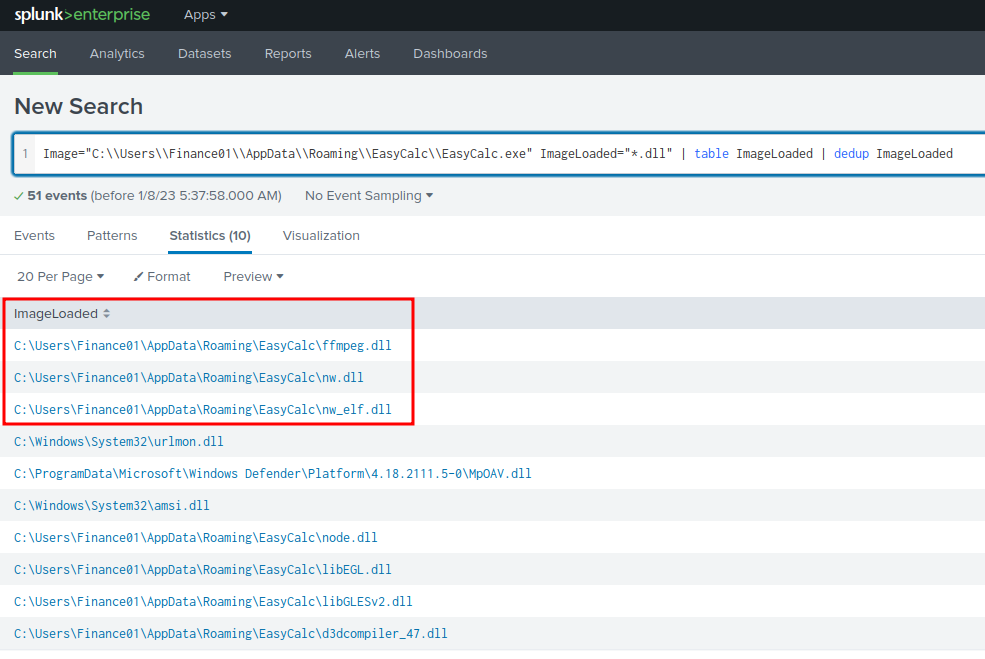 splunk>enterprise Apps
Search Analytics Datasets Reports Alerts Dashboards
New Search
1 Image="C:\\Users\\Finance01\\AppData\\Roaming\\EasyCalc\\EasyCalc.exe" ImageLoaded="*.dll" | table ImageLoaded | dedup ImageLoaded
51 events (before 1/8/23 5:37:58.000 AM) No Event Sampling
Events Patterns Statistics (10) Visualization
20 Per Page Format Preview
ImageLoaded
C:\Users\Finance01\AppData\Roaming\EasyCalc\ffmpeg.dll
C:\Users\Finance01\AppData\Roaming\EasyCalc\nw.dll
C:\Users\Finance01\AppData\Roaming\EasyCalc\nw_elf.dll
C:\Windows\System32\urlmon.dll
C:\ProgramData\Microsoft\Windows Defender\Platform\4.18.2111.5-0\MpOAV.dll
C:\Windows\System32\amsi.dll
C:\Users\Finance01\AppData\Roaming\EasyCalc\node.dll
C:\Users\Finance01\AppData\Roaming\EasyCalc\libEGL.dll
C:\Users\Finance01\AppData\Roaming\EasyCalc\libGLESv2.dll
C:\Users\Finance01\AppData\Roaming\EasyCalc\d3dcompiler_47.dll